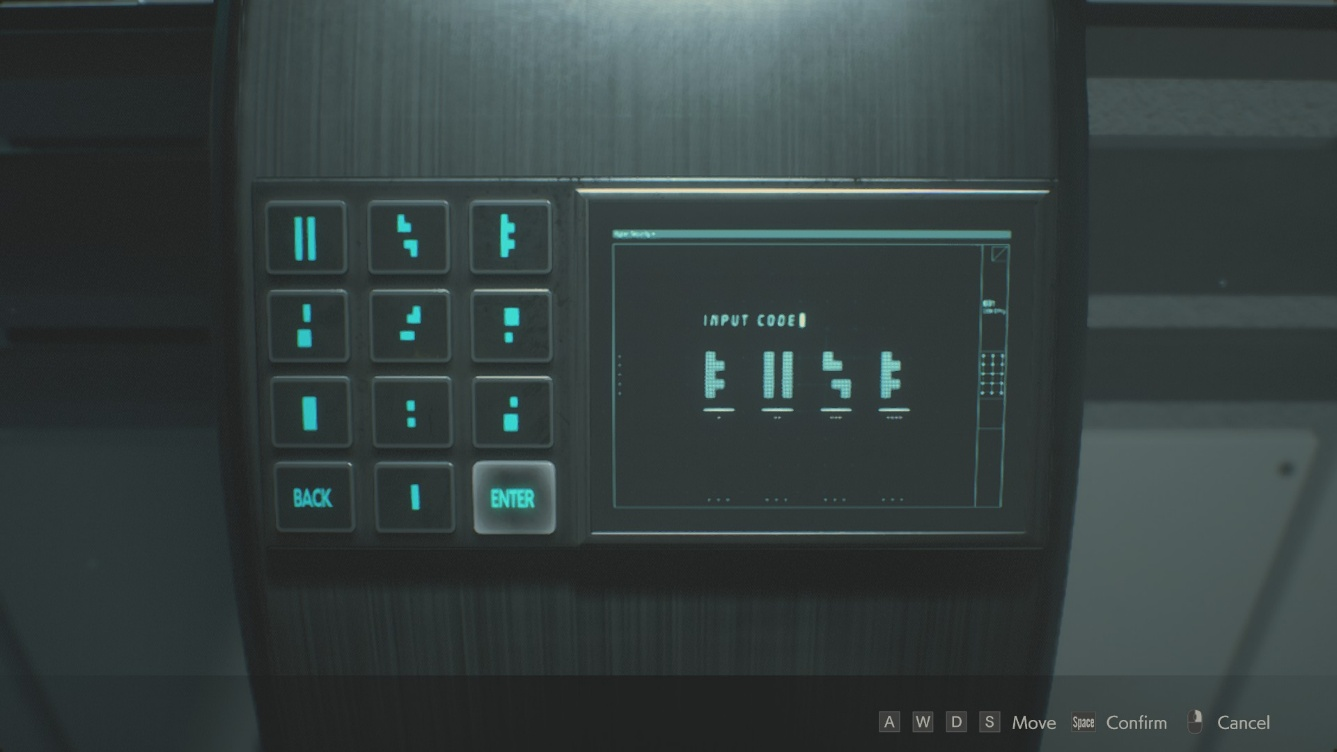 INPUT CODE
BACK
ENTER
A W D S Move Space Confirm Cancel